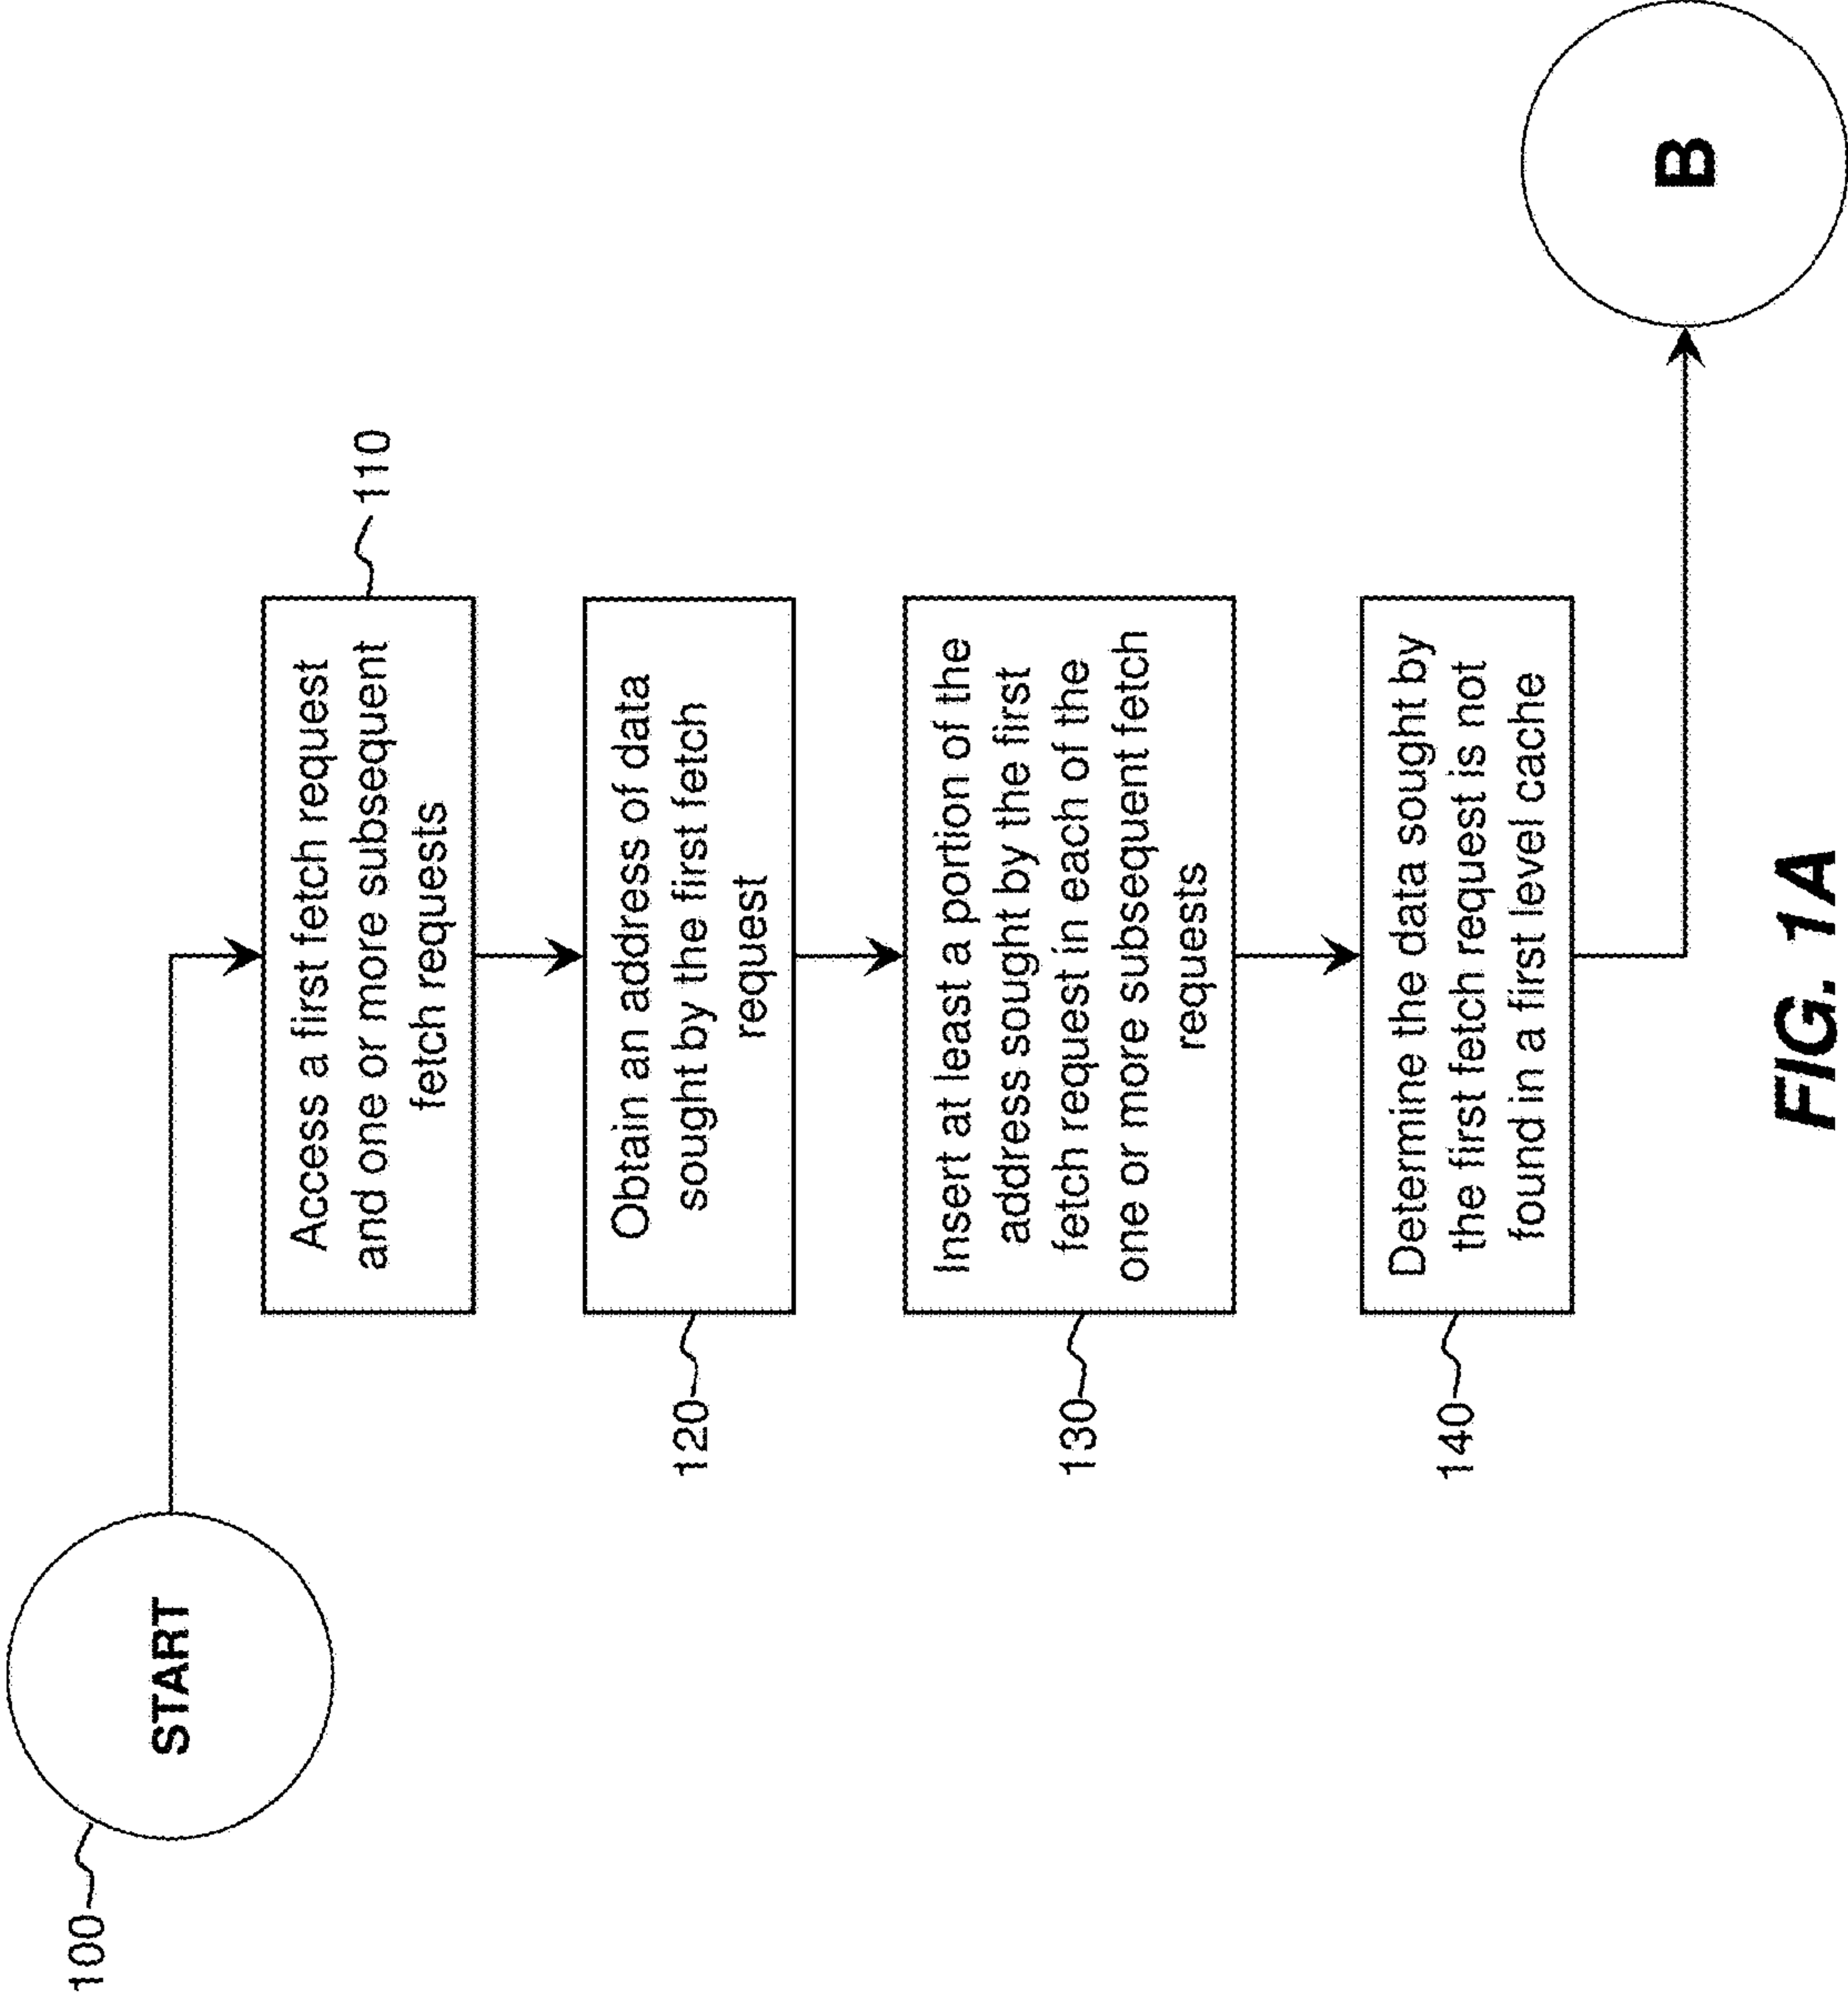 100
START
Access a first fetch request
and one or more subsequent
fetch requests
110
Obtain an address of data
sought by the first fetch
request
120
Insert at least a portion of the
address sought by the first
fetch request in each of the
one or more subsequent fetch
requests
130
Determine the data sought by
the first fetch request is not
found in a first level cache
140
B
FIG. 1A